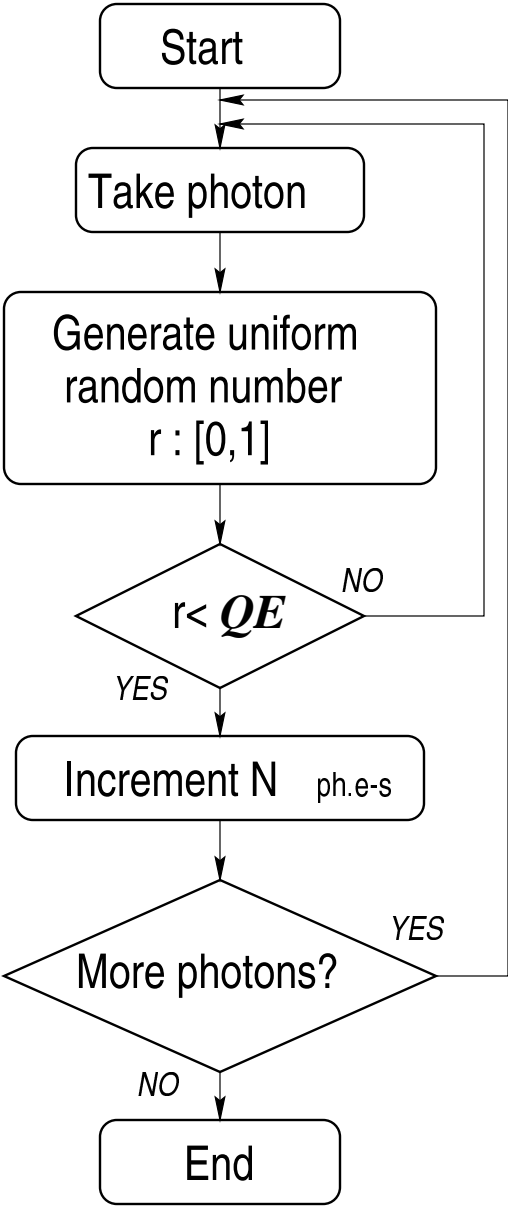 Start
Take photon
Generate uniform
random number
r : [0,1]
r< QE
NO
YES
Increment N ph.e-s
More photons?
YES
NO
End